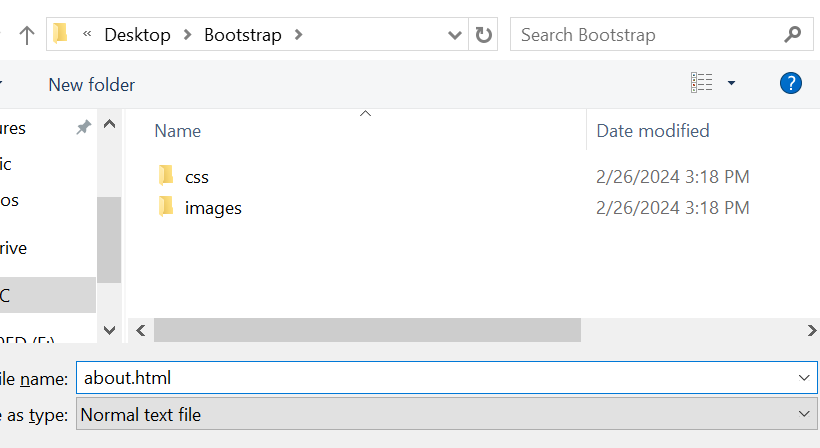 « Desktop > Bootstrap >
Search Bootstrap
New folder
?
ures
ic
os
rive
C
Name
Date modified
css 2/26/2024 3:18 PM
images 2/26/2024 3:18 PM
ile name: about.html
e as type: Normal text file